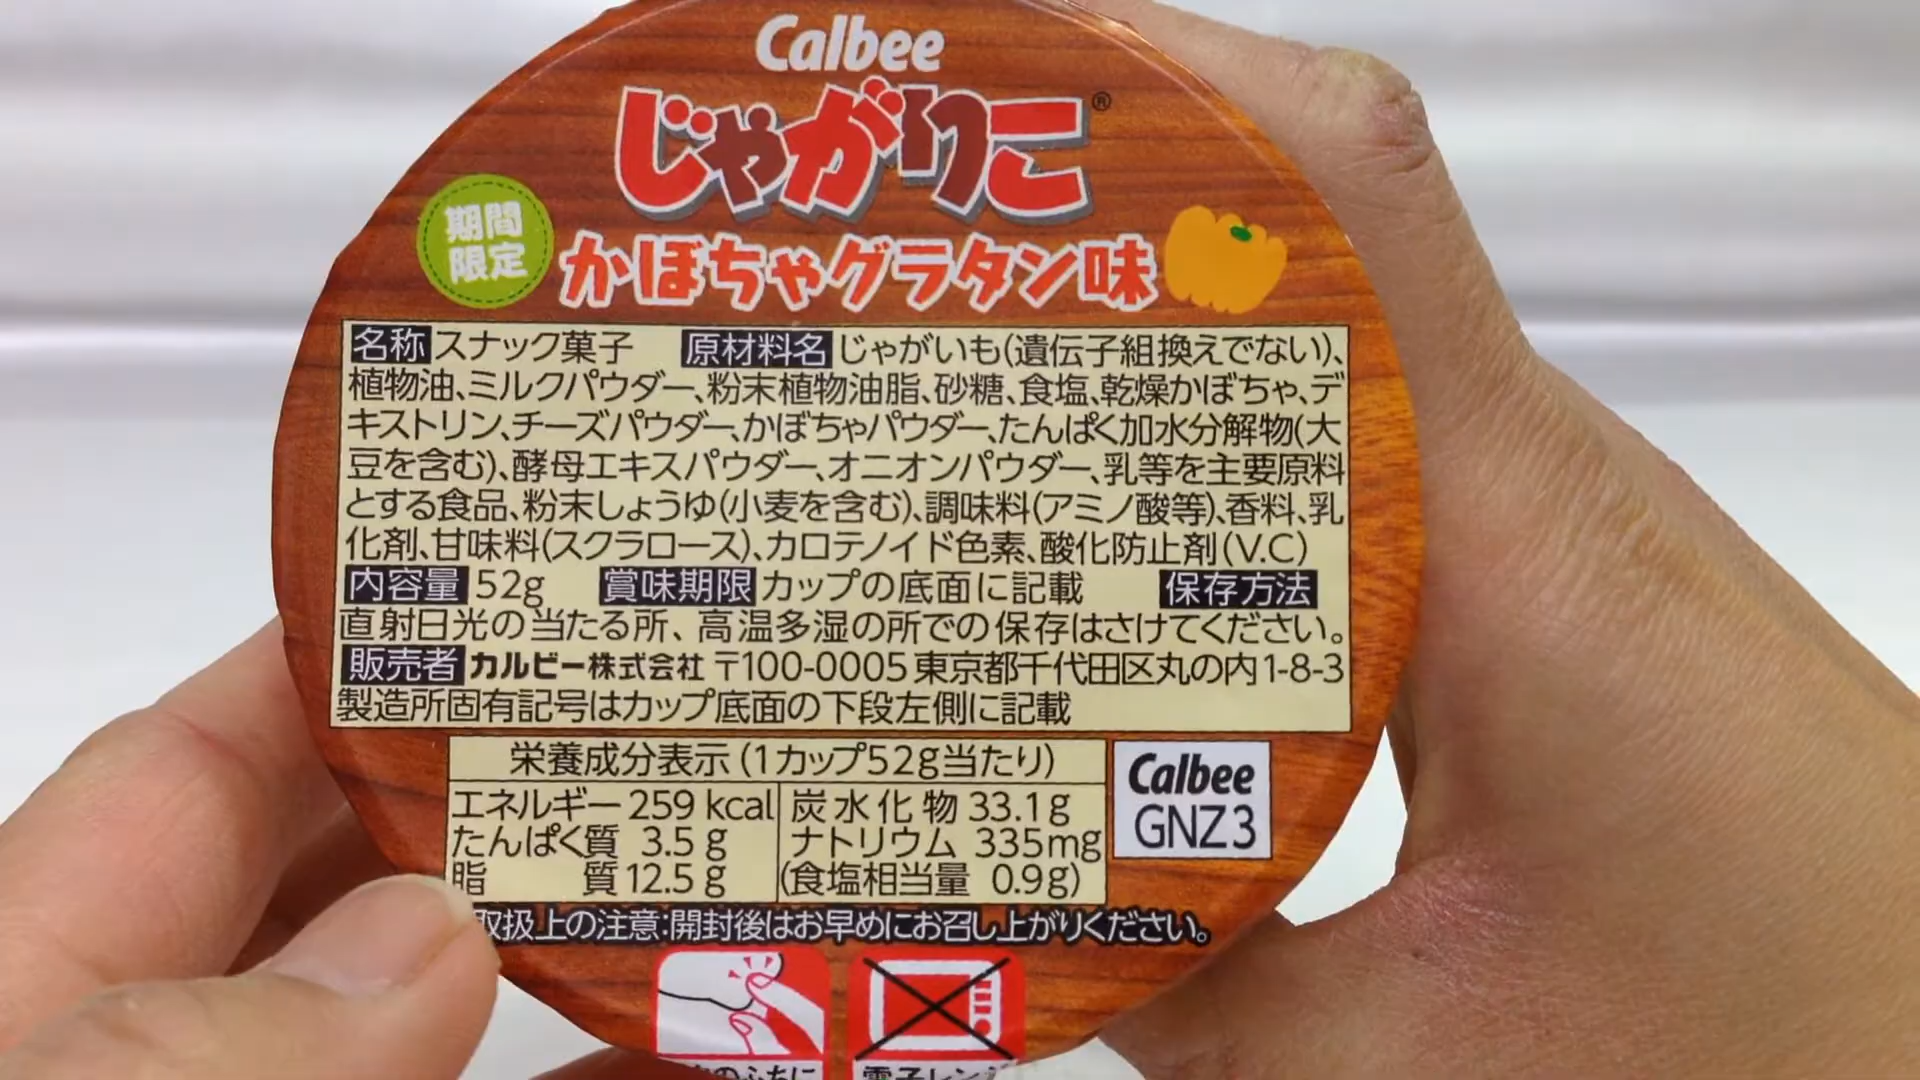 Calbee
じゃがりこ®
期間
限定
かぼちゃグラタン味
名称 スナック菓子 原材料名 じゃがいも(遺伝子組換えでない)、
植物油、ミルクパウダー、粉末植物油脂、砂糖、食塩、乾燥かぼちゃ、デ
キストリン、チーズパウダー、かぼちゃパウダー、たんぱく加水分解物(大
豆を含む)、酵母エキスパウダー、オニオンパウダー、乳等を主要原料
とする食品、粉末しょうゆ(小麦を含む)、調味料(アミノ酸等)、香料、乳
化剤、甘味料(スクラロース)、カロテノイド色素、酸化防止剤(V.C)
内容量 52g 賞味期限 カップの底面に記載 保存方法
直射日光の当たる所、高温多湿の所での保存はさけてください。
販売者 カルビー株式会社 〒100-0005 東京都千代田区丸の内1-8-3
製造所固有記号はカップ底面の下段左側に記載
栄養成分表示(1カップ52g当たり)
エネルギー 259 kcal 炭水化物 33.1g
たんぱく質 3.5g ナトリウム 335mg
脂質 12.5g (食塩相当量 0.9g)
Calbee
GNZ3
取扱上の注意:開封後はお早めにお召し上がりください。
のふちに
電子レンジ